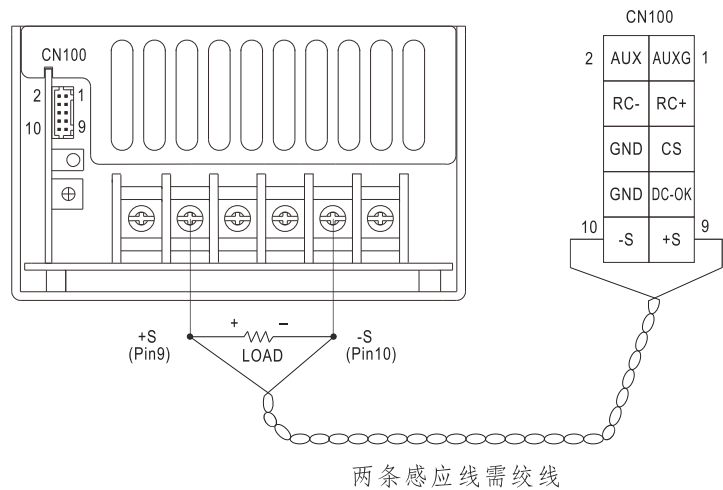 CN100
2 1
10 9
+S
(Pin9)
+ −
LOAD
-S
(Pin10)
CN100
2 AUX AUXG 1
RC- RC+
GND CS
GND DC-OK
10 -S +S 9
两条感应线需绞线